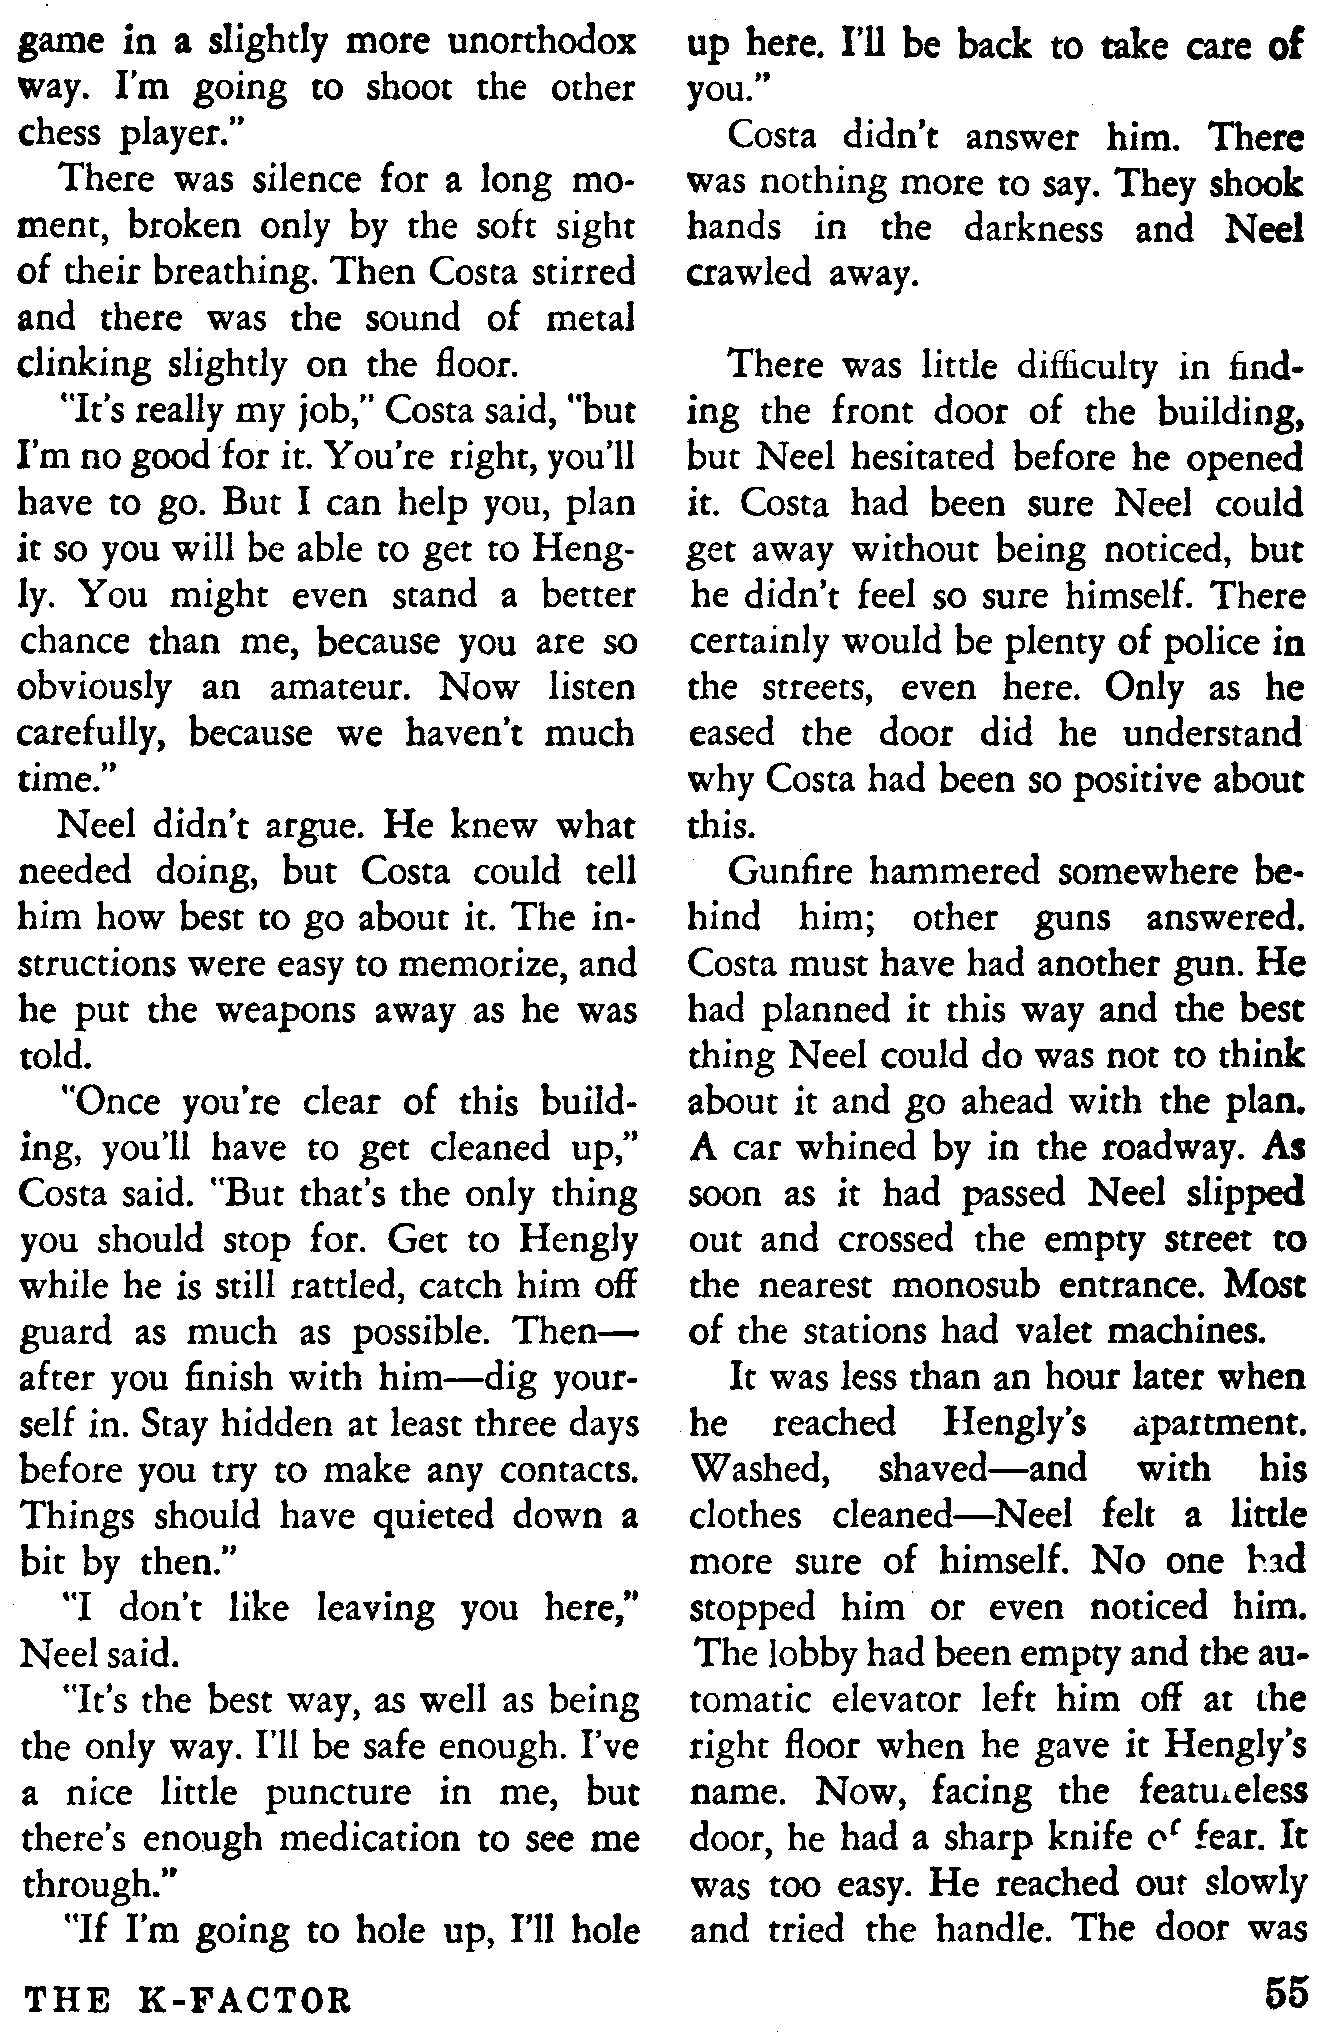 game in a slightly more unorthodox
way. I'm going to shoot the other
chess player."
There was silence for a long mo-
ment, broken only by the soft sight
of their breathing. Then Costa stirred
and there was the sound of metal
clinking slightly on the floor.
"It's really my job," Costa said, "but
I'm no good for it. You're right, you'll
have to go. But I can help you, plan
it so you will be able to get to Heng-
ly. You might even stand a better
chance than me, because you are so
obviously an amateur. Now listen
carefully, because we haven't much
time."
Neel didn't argue. He knew what
needed doing, but Costa could tell
him how best to go about it. The in-
structions were easy to memorize, and
he put the weapons away as he was
told.
"Once you're clear of this build-
ing, you'll have to get cleaned up,"
Costa said. "But that's the only thing
you should stop for. Get to Hengly
while he is still rattled, catch him off
guard as much as possible. Then—
after you finish with him—dig your-
self in. Stay hidden at least three days
before you try to make any contacts.
Things should have quieted down a
bit by then."
"I don't like leaving you here,"
Neel said.
"It's the best way, as well as being
the only way. I'll be safe enough. I've
a nice little puncture in me, but
there's enough medication to see me
through."
"If I'm going to hole up, I'll hole
up here. I'll be back to take care of
you."
Costa didn't answer him. There
was nothing more to say. They shook
hands in the darkness and Neel
crawled away.
There was little difficulty in find-
ing the front door of the building,
but Neel hesitated before he opened
it. Costa had been sure Neel could
get away without being noticed, but
he didn't feel so sure himself. There
certainly would be plenty of police in
the streets, even here. Only as he
eased the door did he understand
why Costa had been so positive about
this.
Gunfire hammered somewhere be-
hind him; other guns answered.
Costa must have had another gun. He
had planned it this way and the best
thing Neel could do was not to think
about it and go ahead with the plan.
A car whined by in the roadway. As
soon as it had passed Neel slipped
out and crossed the empty street to
the nearest monosub entrance. Most
of the stations had valet machines.
It was less than an hour later when
he reached Hengly's apartment.
Washed, shaved—and with his
clothes cleaned—Neel felt a little
more sure of himself. No one had
stopped him or even noticed him.
The lobby had been empty and the au-
tomatic elevator left him off at the
right floor when he gave it Hengly's
name. Now, facing the featureless
door, he had a sharp knife of fear. It
was too easy. He reached out slowly
and tried the handle. The door was
THE K-FACTOR
55